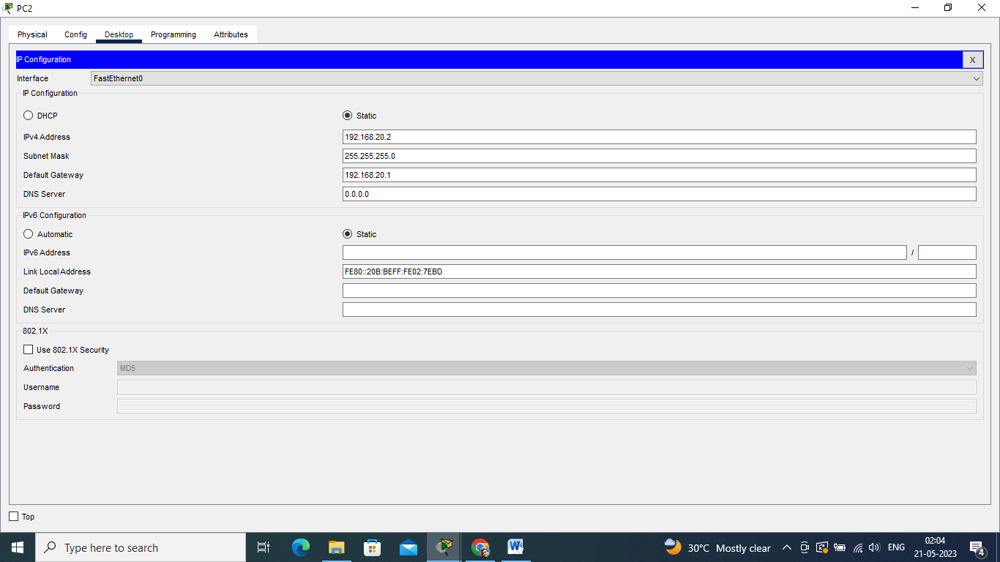 PC2
Physical Config Desktop Programming Attributes
IP Configuration X
Interface FastEthernet0
IP Configuration
DHCP Static
IPv4 Address 192.168.20.2
Subnet Mask 255.255.255.0
Default Gateway 192.168.20.1
DNS Server 0.0.0.0
IPv6 Configuration
Automatic Static
IPv6 Address /
Link Local Address FE80::20B:BEFF:FE02:7EBD
Default Gateway
DNS Server
802.1X
Use 802.1X Security
Authentication MD5
Username
Password
Top
Type here to search 30°C Mostly clear ENG 02:04
21-05-2023 4